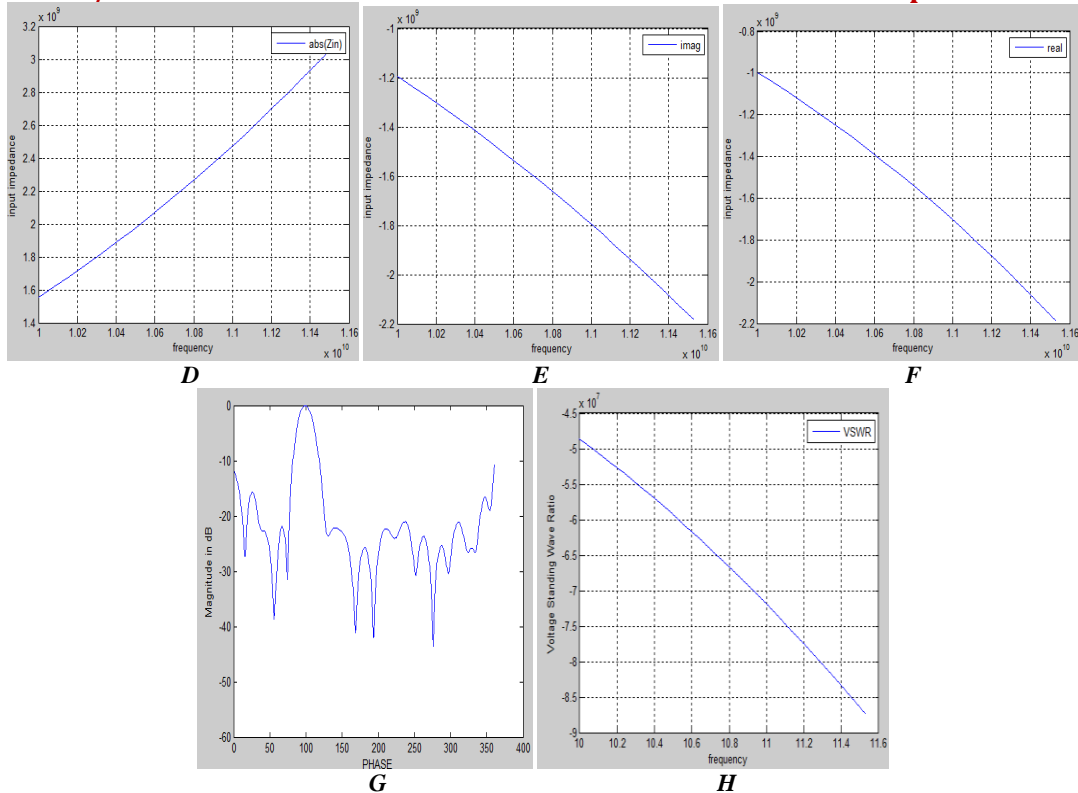 x 10^9
3.2
3
2.8
2.6
2.4
2.2
2
1.8
1.6
1.4
input impedance
abs(Zin)
1 1.02 1.04 1.06 1.08 1.1 1.12 1.14 1.16
frequency
x 10^10
D
x 10^9
-1
-1.2
-1.4
-1.6
-1.8
-2
-2.2
input impedance
imag
1 1.02 1.04 1.06 1.08 1.1 1.12 1.14 1.16
frequency
x 10^10
E
x 10^9
-0.8
-1
-1.2
-1.4
-1.6
-1.8
-2
-2.2
input impedance
real
1 1.02 1.04 1.06 1.08 1.1 1.12 1.14 1.16
frequency
x 10^10
F
0
-10
-20
-30
-40
-50
-60
Magnitude in dB
0 50 100 150 200 250 300 350 400
PHASE
G
x 10^7
-4.5
-5
-5.5
-6
-6.5
-7
-7.5
-8
-8.5
-9
Voltage Standing Wave Ratio
VSWR
10 10.2 10.4 10.6 10.8 11 11.2 11.4 11.6
frequency
H